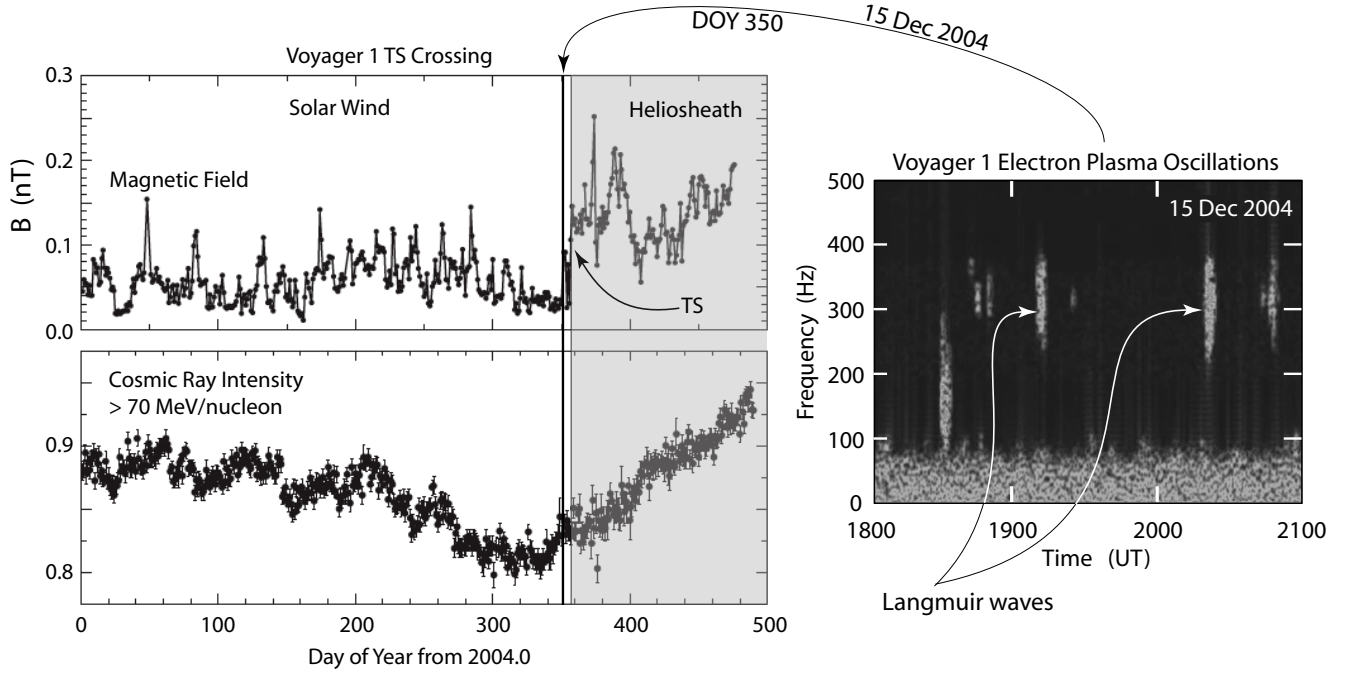 DOY 350
15 Dec 2004
Voyager 1 TS Crossing
0.3
0.2
0.1
0.0
B (nT)
Solar Wind
Heliosheath
Magnetic Field
TS
Cosmic Ray Intensity
> 70 MeV/nucleon
0.9
0.8
0
100
200
300
400
500
Day of Year from 2004.0
Voyager 1 Electron Plasma Oscillations
15 Dec 2004
500
400
300
200
100
0
Frequency (Hz)
1800
1900
2000
2100
Time (UT)
Langmuir waves